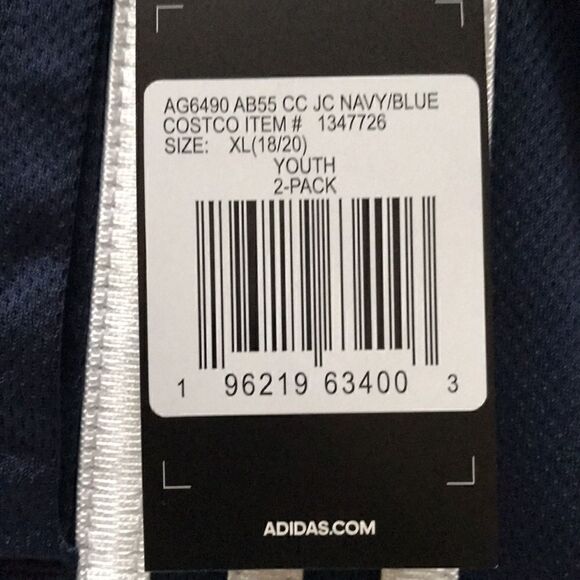 AG6490 AB55 CC JC NAVY/BLUE
COSTCO ITEM # 1347726
SIZE: XL(18/20)
YOUTH
2-PACK
1 96219 63400 3
ADIDAS.COM